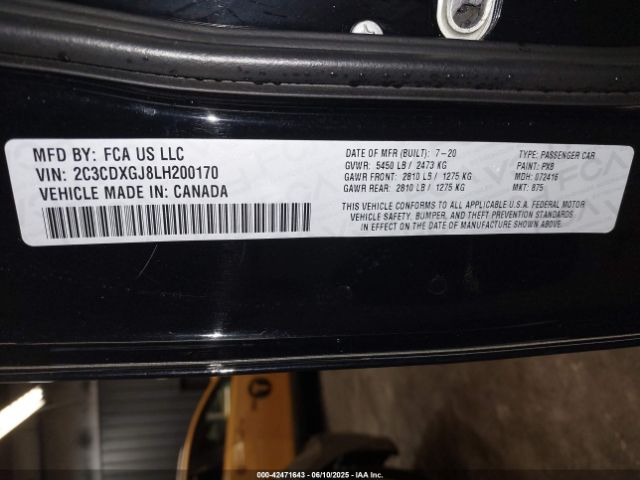 MFD BY: FCA US LLC
VIN: 2C3CDXGJ8LH200170
VEHICLE MADE IN: CANADA
DATE OF MFR (BUILT): 7-20
GVWR: 5450 LB / 2473 KG
GAWR FRONT: 2810 LB / 1275 KG
GAWR REAR: 2810 LB / 1275 KG
TYPE: PASSENGER CAR
PAINT: PX8
MDH: 072416
MKT: 875
THIS VEHICLE CONFORMS TO ALL APPLICABLE U.S.A. FEDERAL MOTOR
VEHICLE SAFETY, BUMPER, AND THEFT PREVENTION STANDARDS
IN EFFECT ON THE DATE OF MANUFACTURE SHOWN ABOVE.
000-42471643 | 06/10/2025 | IAA Inc.